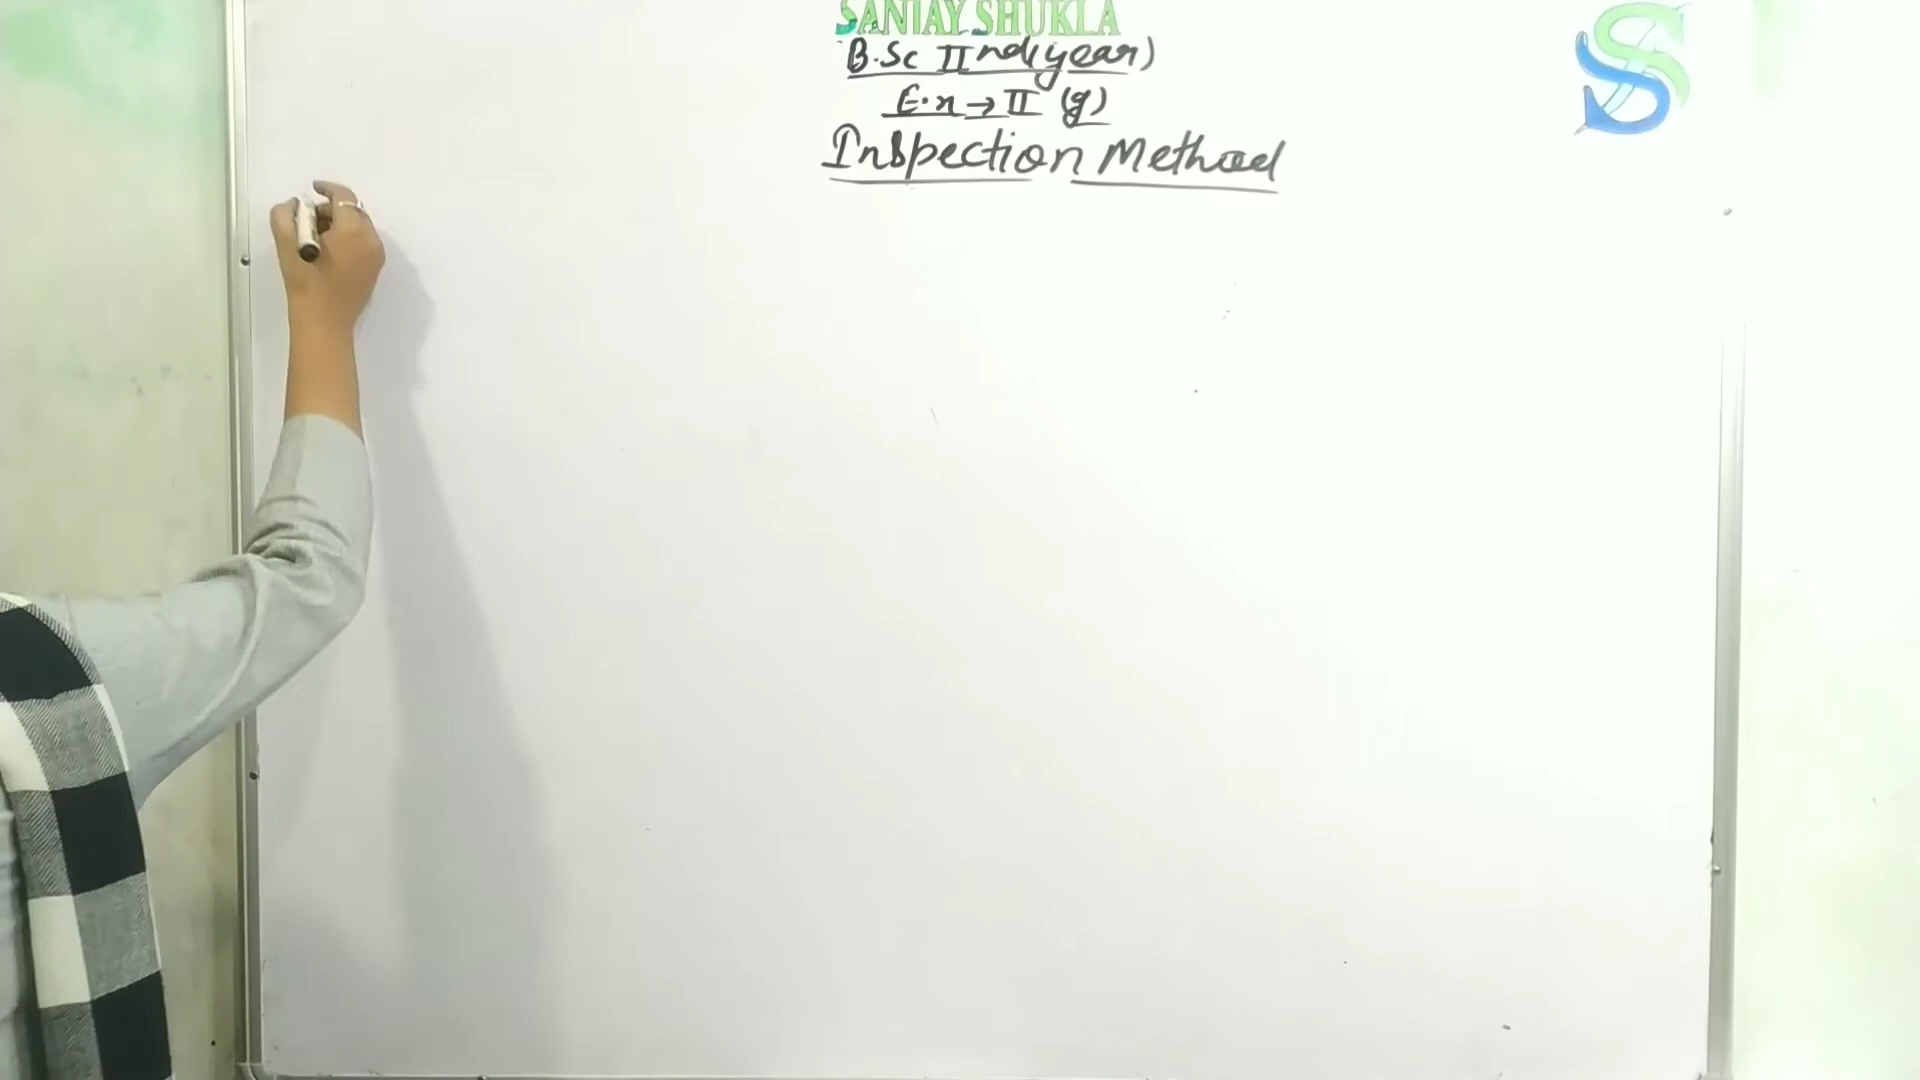 SANJAY SHUKLA
B.Sc IInd(year)
E.x → II (g)
Inspection Method